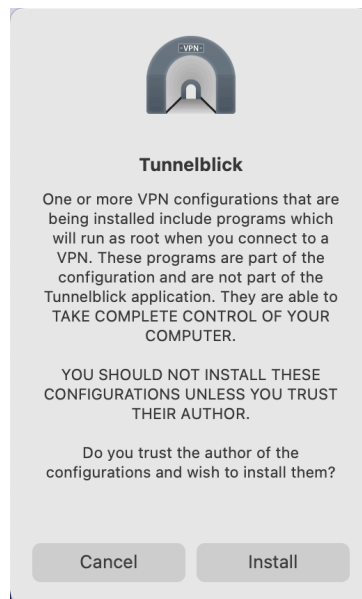 VPN
Tunnelblick
One or more VPN configurations that are
being installed include programs which
will run as root when you connect to a
VPN. These programs are part of the
configuration and are not part of the
Tunnelblick application. They are able to
TAKE COMPLETE CONTROL OF YOUR
COMPUTER.
YOU SHOULD NOT INSTALL THESE
CONFIGURATIONS UNLESS YOU TRUST
THEIR AUTHOR.
Do you trust the author of the
configurations and wish to install them?
Cancel Install